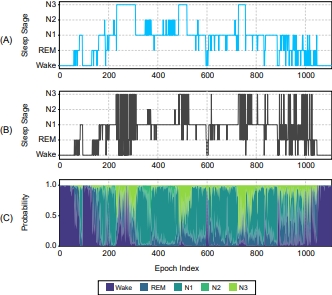 N3
N2
(A)
N1
REM
Wake
Sleep Stage
0 200 400 600 800 1000
N3
N2
(B)
N1
REM
Wake
Sleep Stage
0 200 400 600 800 1000
1.0
(C)
0.5
0.0
Probability
0 200 400 600 800 1000
Epoch Index
Wake REM N1 N2 N3